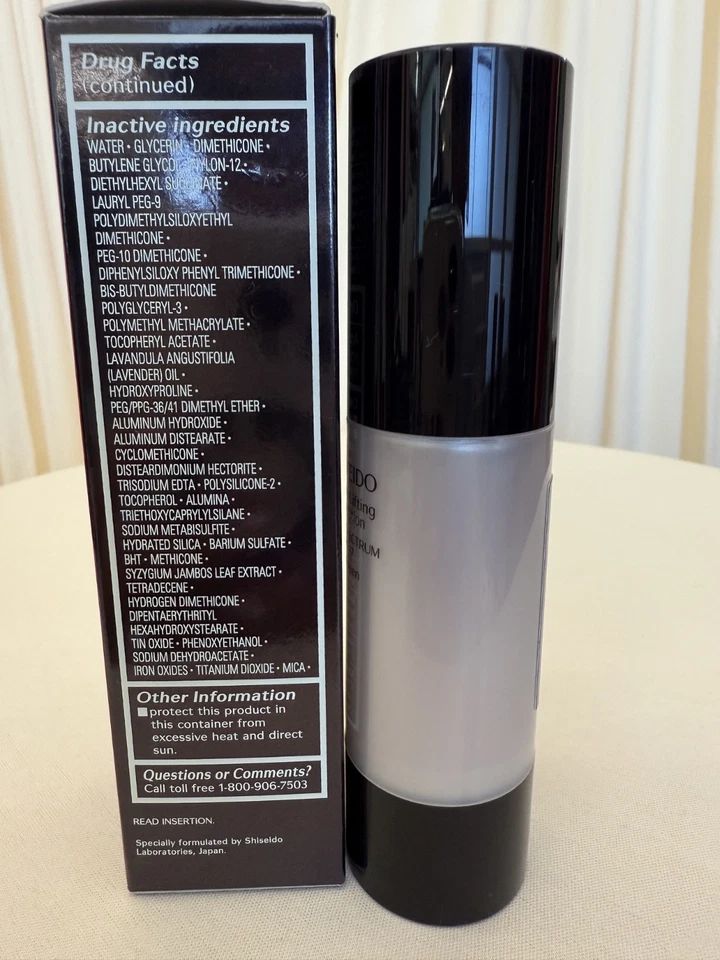 Drug Facts
(continued)
Inactive ingredients
WATER • GLYCERIN • DIMETHICONE •
BUTYLENE GLYCOL • NYLON-12 •
DIETHYLHEXYL SUCCINATE •
LAURYL PEG-9
POLYDIMETHYLSILOXYETHYL
DIMETHICONE •
PEG-10 DIMETHICONE •
DIPHENYLSILOXY PHENYL TRIMETHICONE •
BIS-BUTYLDIMETHICONE
POLYGLYCERYL-3 •
POLYMETHYL METHACRYLATE •
TOCOPHERYL ACETATE •
LAVANDULA ANGUSTIFOLIA
(LAVENDER) OIL •
HYDROXYPROLINE •
PEG/PPG-36/41 DIMETHYL ETHER •
ALUMINUM HYDROXIDE •
ALUMINUM DISTEARATE •
CYCLOMETHICONE •
DISTEARDIMONIUM HECTORITE •
TRISODIUM EDTA • POLYSILICONE-2 •
TOCOPHEROL • ALUMINA •
TRIETHOXYCAPRYLYLSILANE •
SODIUM METABISULFITE •
HYDRATED SILICA • BARIUM SULFATE •
BHT • METHICONE •
SYZYGIUM JAMBOS LEAF EXTRACT •
TETRADECENE •
HYDROGEN DIMETHICONE •
DIPENTAERYTHRITYL
HEXAHYDROXYSTEARATE •
TIN OXIDE • PHENOXYETHANOL •
SODIUM DEHYDROACETATE •
IRON OXIDES • TITANIUM DIOXIDE • MICA •
Other Information
■ protect this product in
this container from
excessive heat and direct
sun.
Questions or Comments?
Call toll free 1-800-906-7503
READ INSERTION.
Specially formulated by Shiseido
Laboratories, Japan.
EIDO
ifting
CTRUM